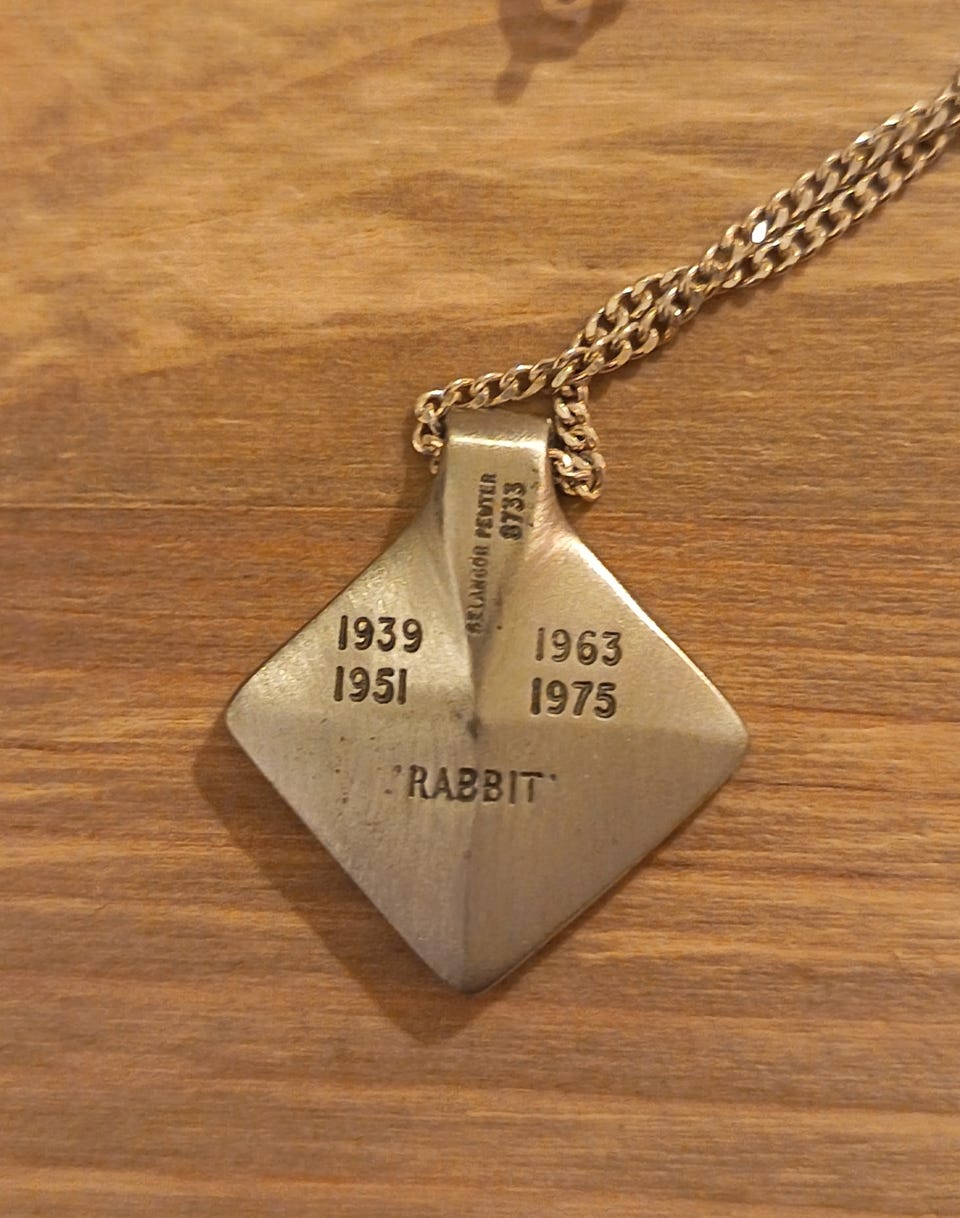 SELANGOR PEWTER
8733
1939
1951
1963
1975
'RABBIT'